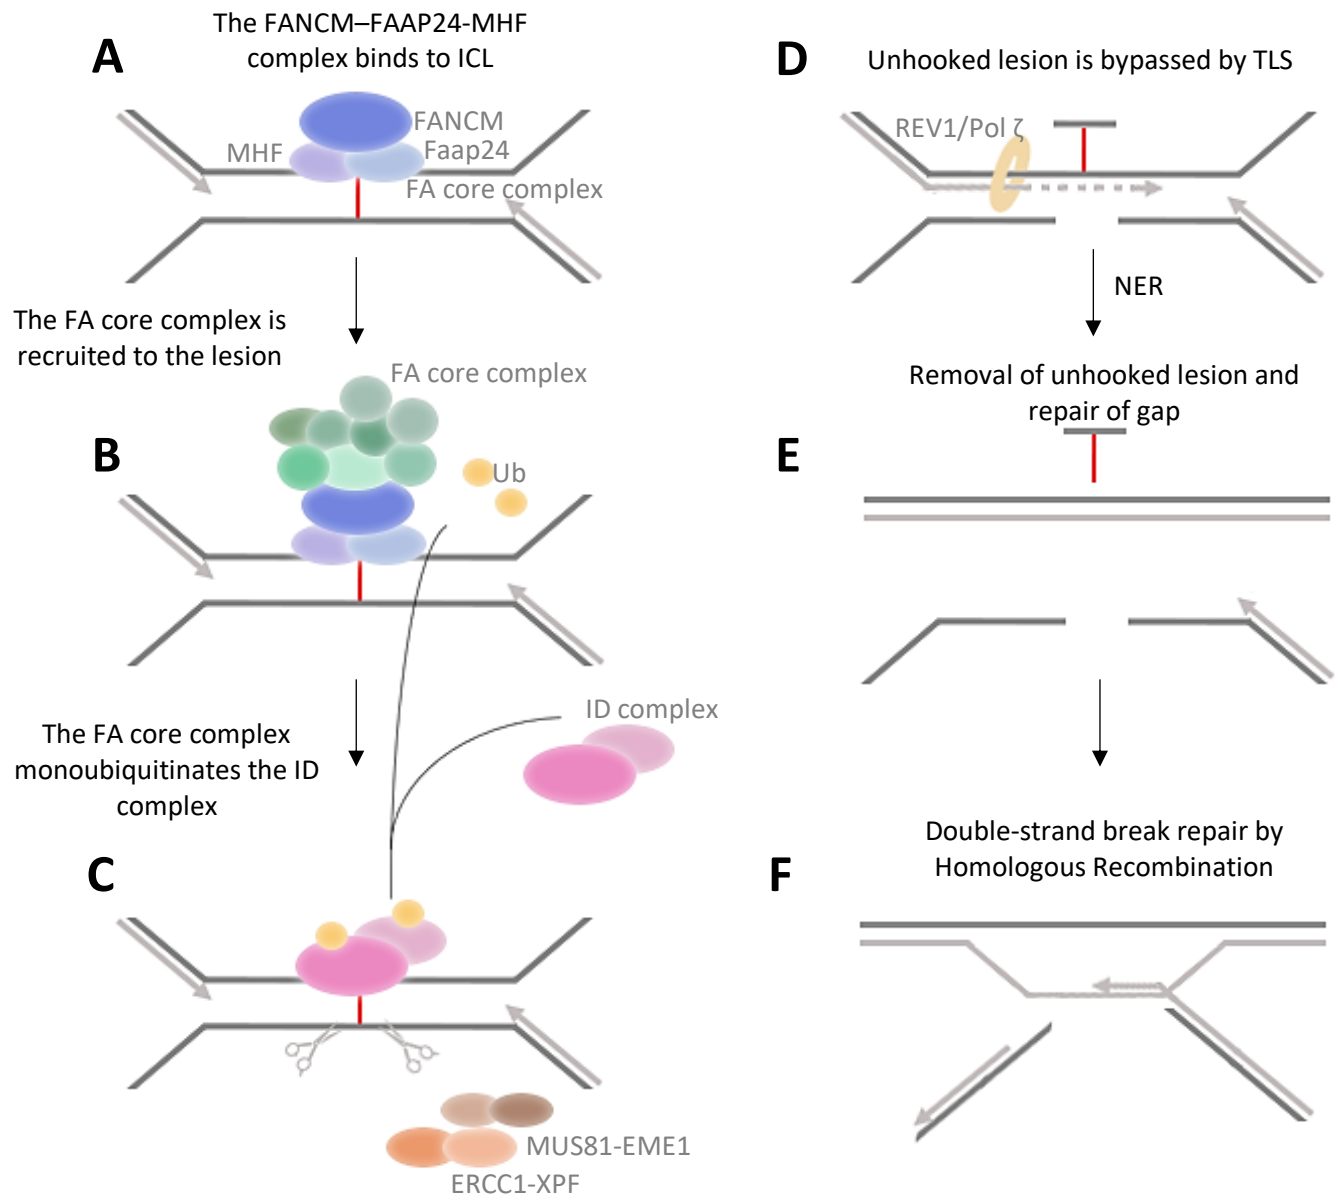 The FANCM–FAAP24-MHF
complex binds to ICL
A
FANCM
MHF
Faap24
FA core complex
The FA core complex is
recruited to the lesion
FA core complex
B
Ub
The FA core complex
monoubiquitinates the ID
complex
ID complex
C
MUS81-EME1
ERCC1-XPF
D
Unhooked lesion is bypassed by TLS
REV1/Pol ζ
NER
Removal of unhooked lesion and
repair of gap
E
Double-strand break repair by
Homologous Recombination
F